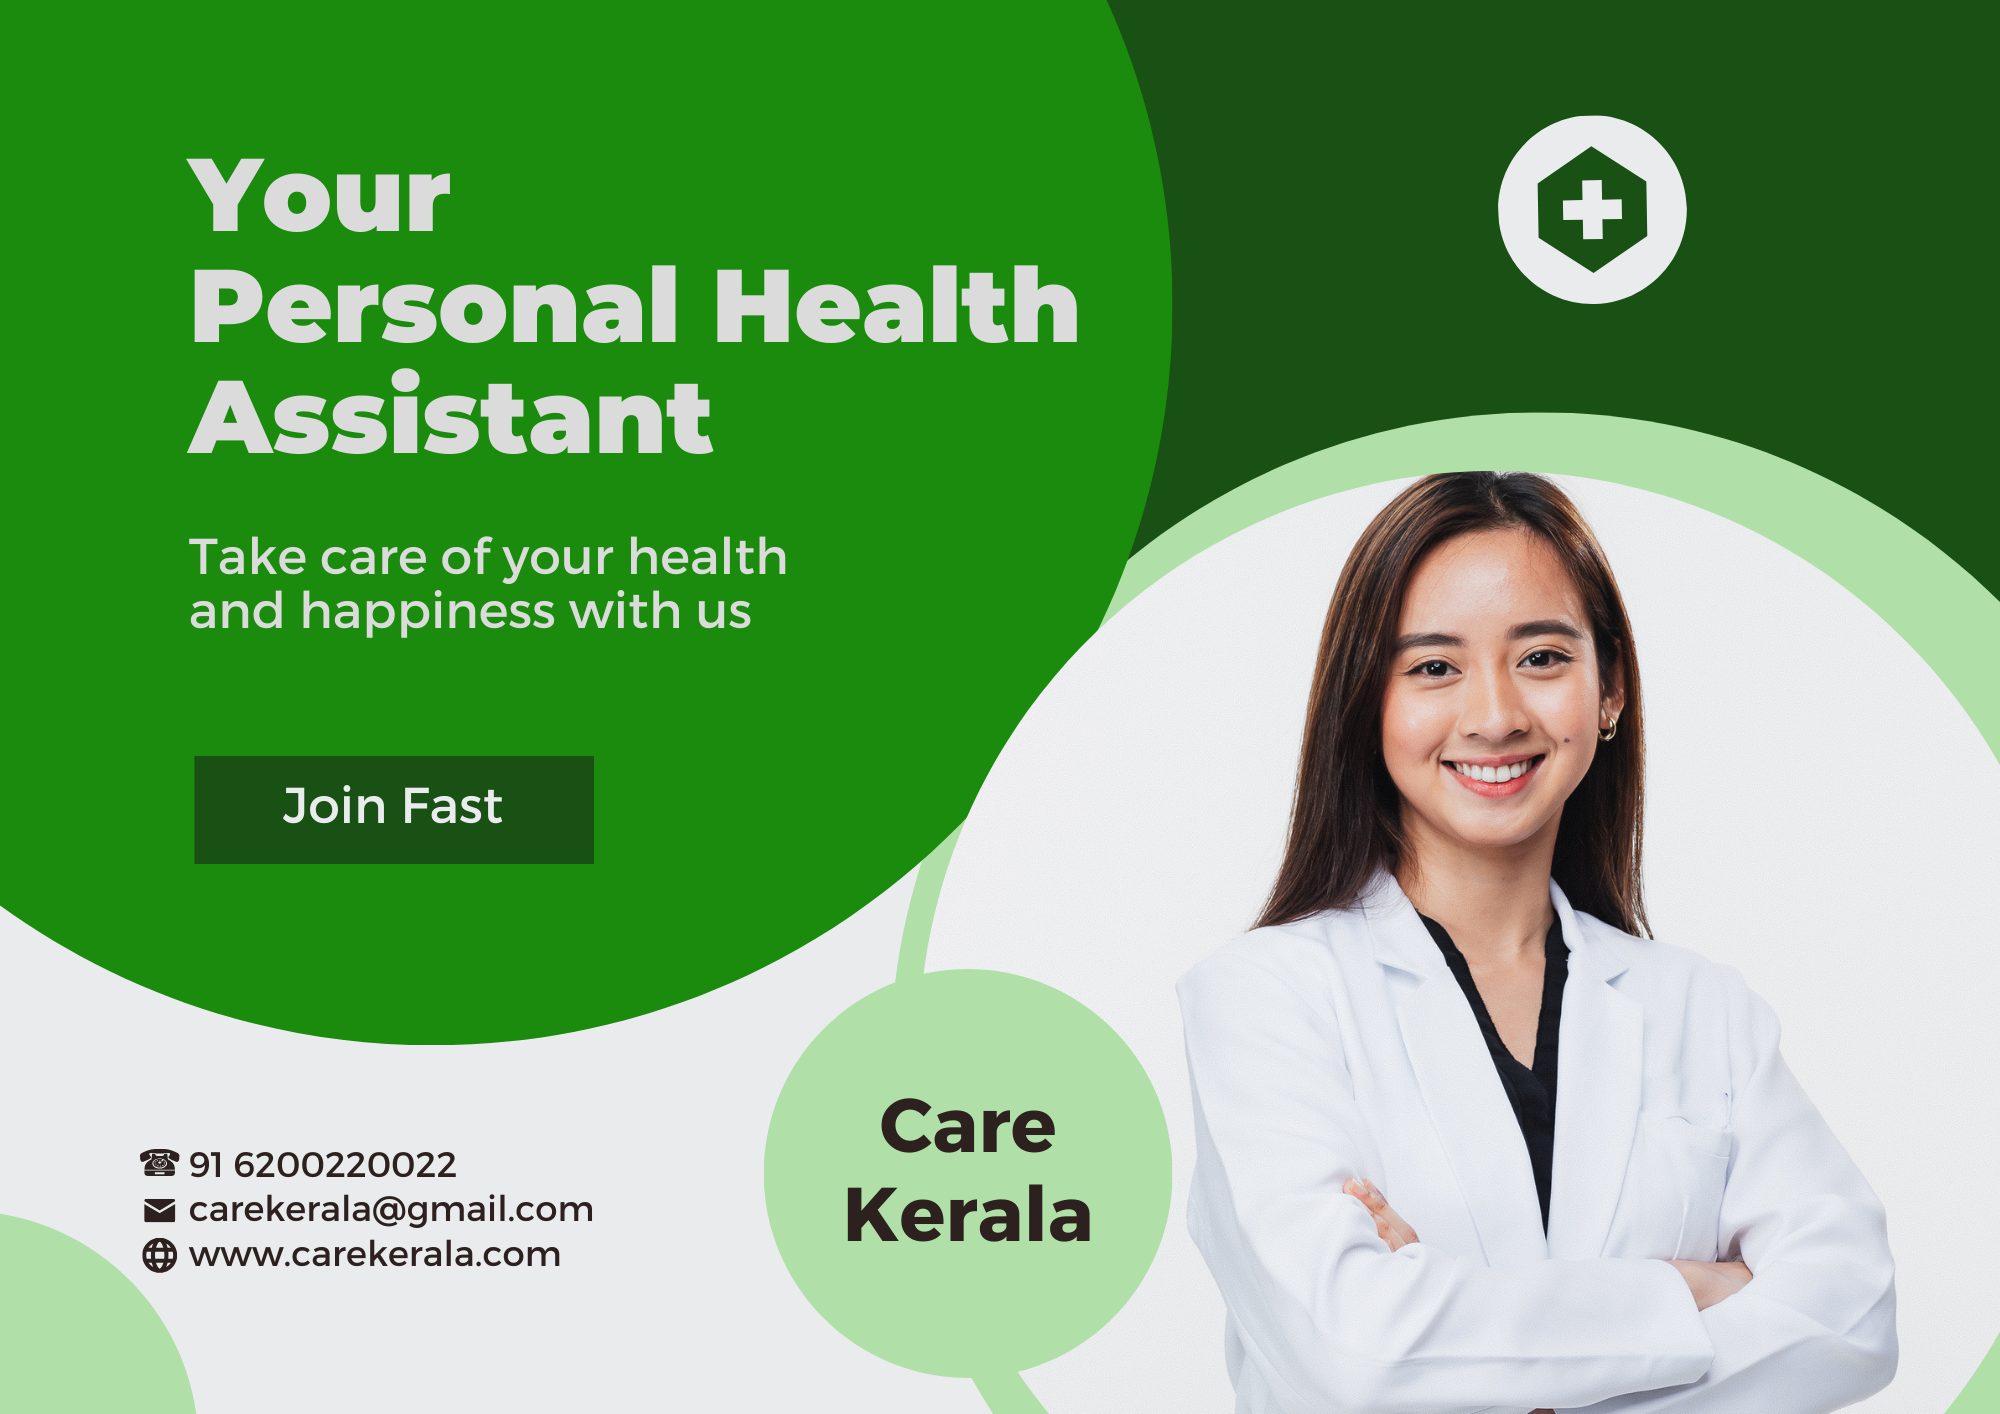 Your
Personal Health
Assistant
Take care of your health
and happiness with us
Join Fast
91 6200220022
carekerala@gmail.com
www.carekerala.com
Care
Kerala